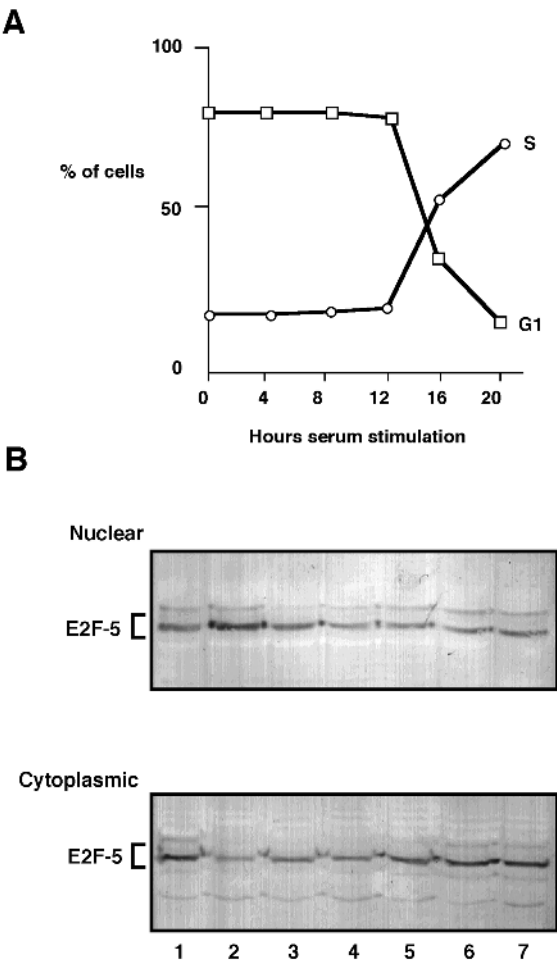 A
100
% of cells
50
0
S
G1
0 4 8 12 16 20
Hours serum stimulation
B
Nuclear
E2F-5
Cytoplasmic
E2F-5
1 2 3 4 5 6 7